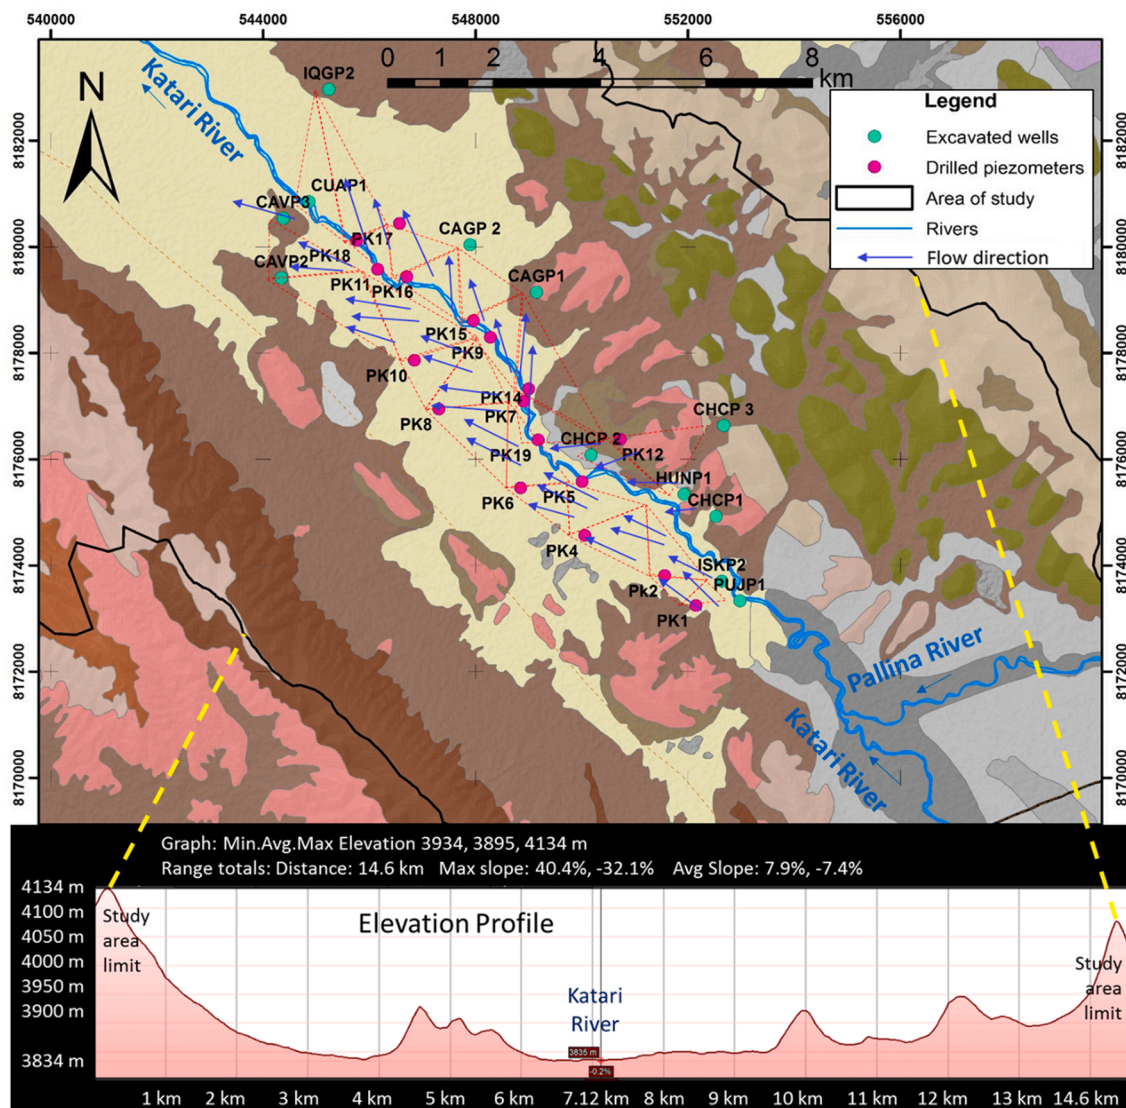 540000 544000 548000 552000 556000
IQGP2
0 2 4 6 8 km
N
Katari River
Legend
Excavated wells
Drilled piezometers
Area of study
Rivers
Flow direction
8182000
8182000
CUAP1
CAVP3
PK17
CAGP 2
8180000
8180000
PK18
CAVP2
PK11
PK16
CAGP1
PK15
PK9
8178000
8178000
PK10
PK14
PK7
PK8
CHCP 3
CHCP 2
8176000
8176000
PK19
PK12
HUNP1
PK5
PK6
CHCP1
PK4
ISKP2
8174000
8174000
PUJP1
Pk2
PK1
Pallina River
8172000
8172000
Katari River
8170000
8170000
Graph: Min.Avg.Max Elevation 3934, 3895, 4134 m
Range totals: Distance: 14.6 km Max slope: 40.4%, -32.1% Avg Slope: 7.9%, -7.4%
4134 m
4100 m
4050 m
4000 m
3950 m
3900 m
3834 m
Elevation Profile
Study
area
limit
Katari
River
Study
area
limit
3835 m
-0.2%
1 km 2 km 3 km 4 km 5 km 6 km 7.12 km 8 km 9 km 10 km 11 km 12 km 13 km 14.6 km